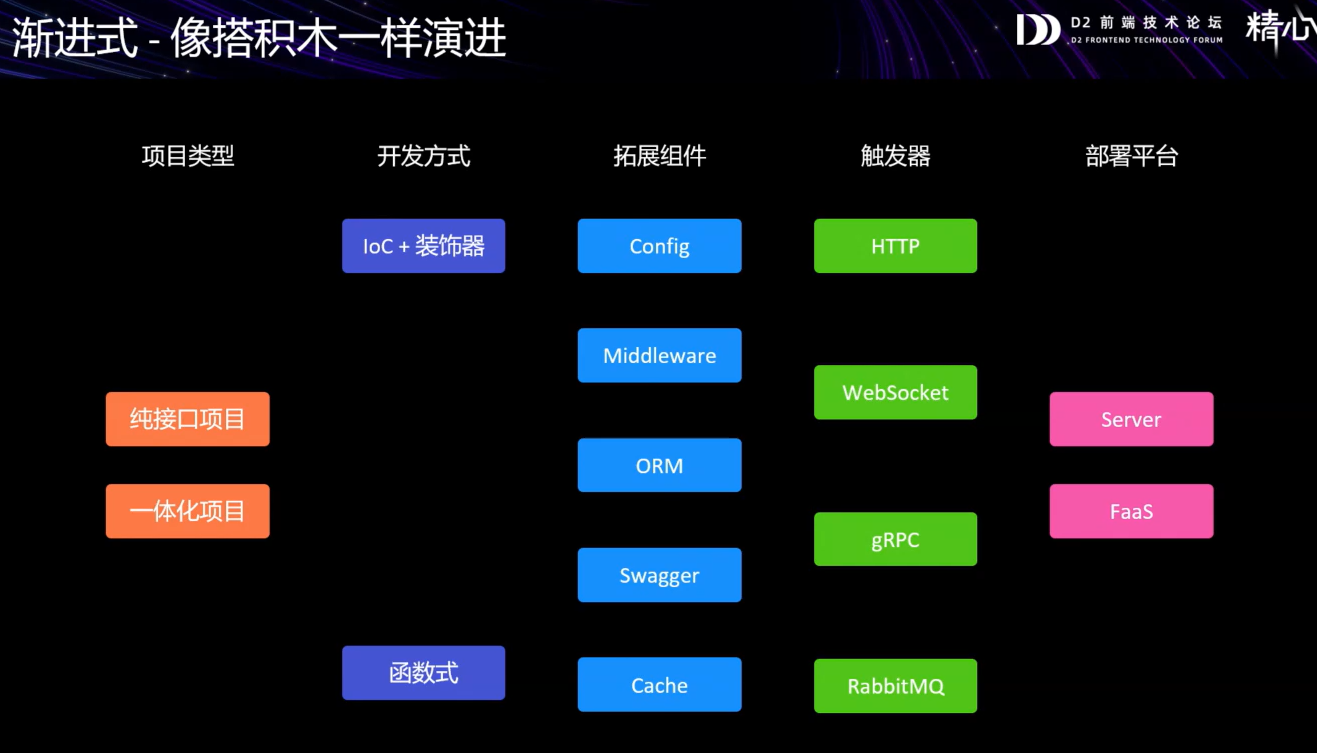 渐进式 - 像搭积木一样演进
D2 前端技术论坛
D2 FRONTEND TECHNOLOGY FORUM
精心
项目类型
开发方式
拓展组件
触发器
部署平台
IoC + 装饰器
Config
HTTP
Middleware
WebSocket
纯接口项目
Server
ORM
一体化项目
FaaS
gRPC
Swagger
函数式
Cache
RabbitMQ